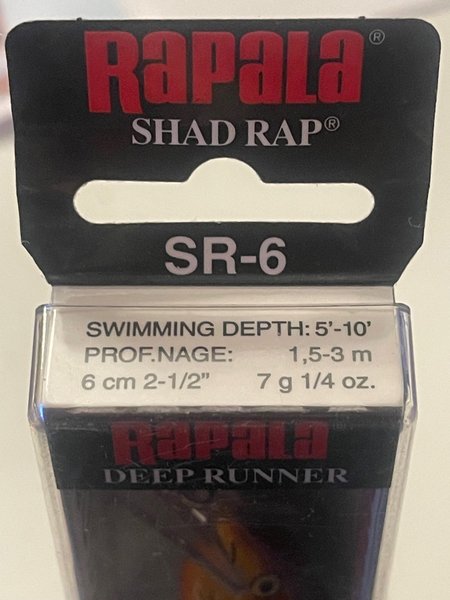 RAPALA®
SHAD RAP®
SR-6
SWIMMING DEPTH: 5'-10'
PROF.NAGE: 1,5-3 m
6 cm 2-1/2" 7 g 1/4 oz.
RAPALA
DEEP RUNNER